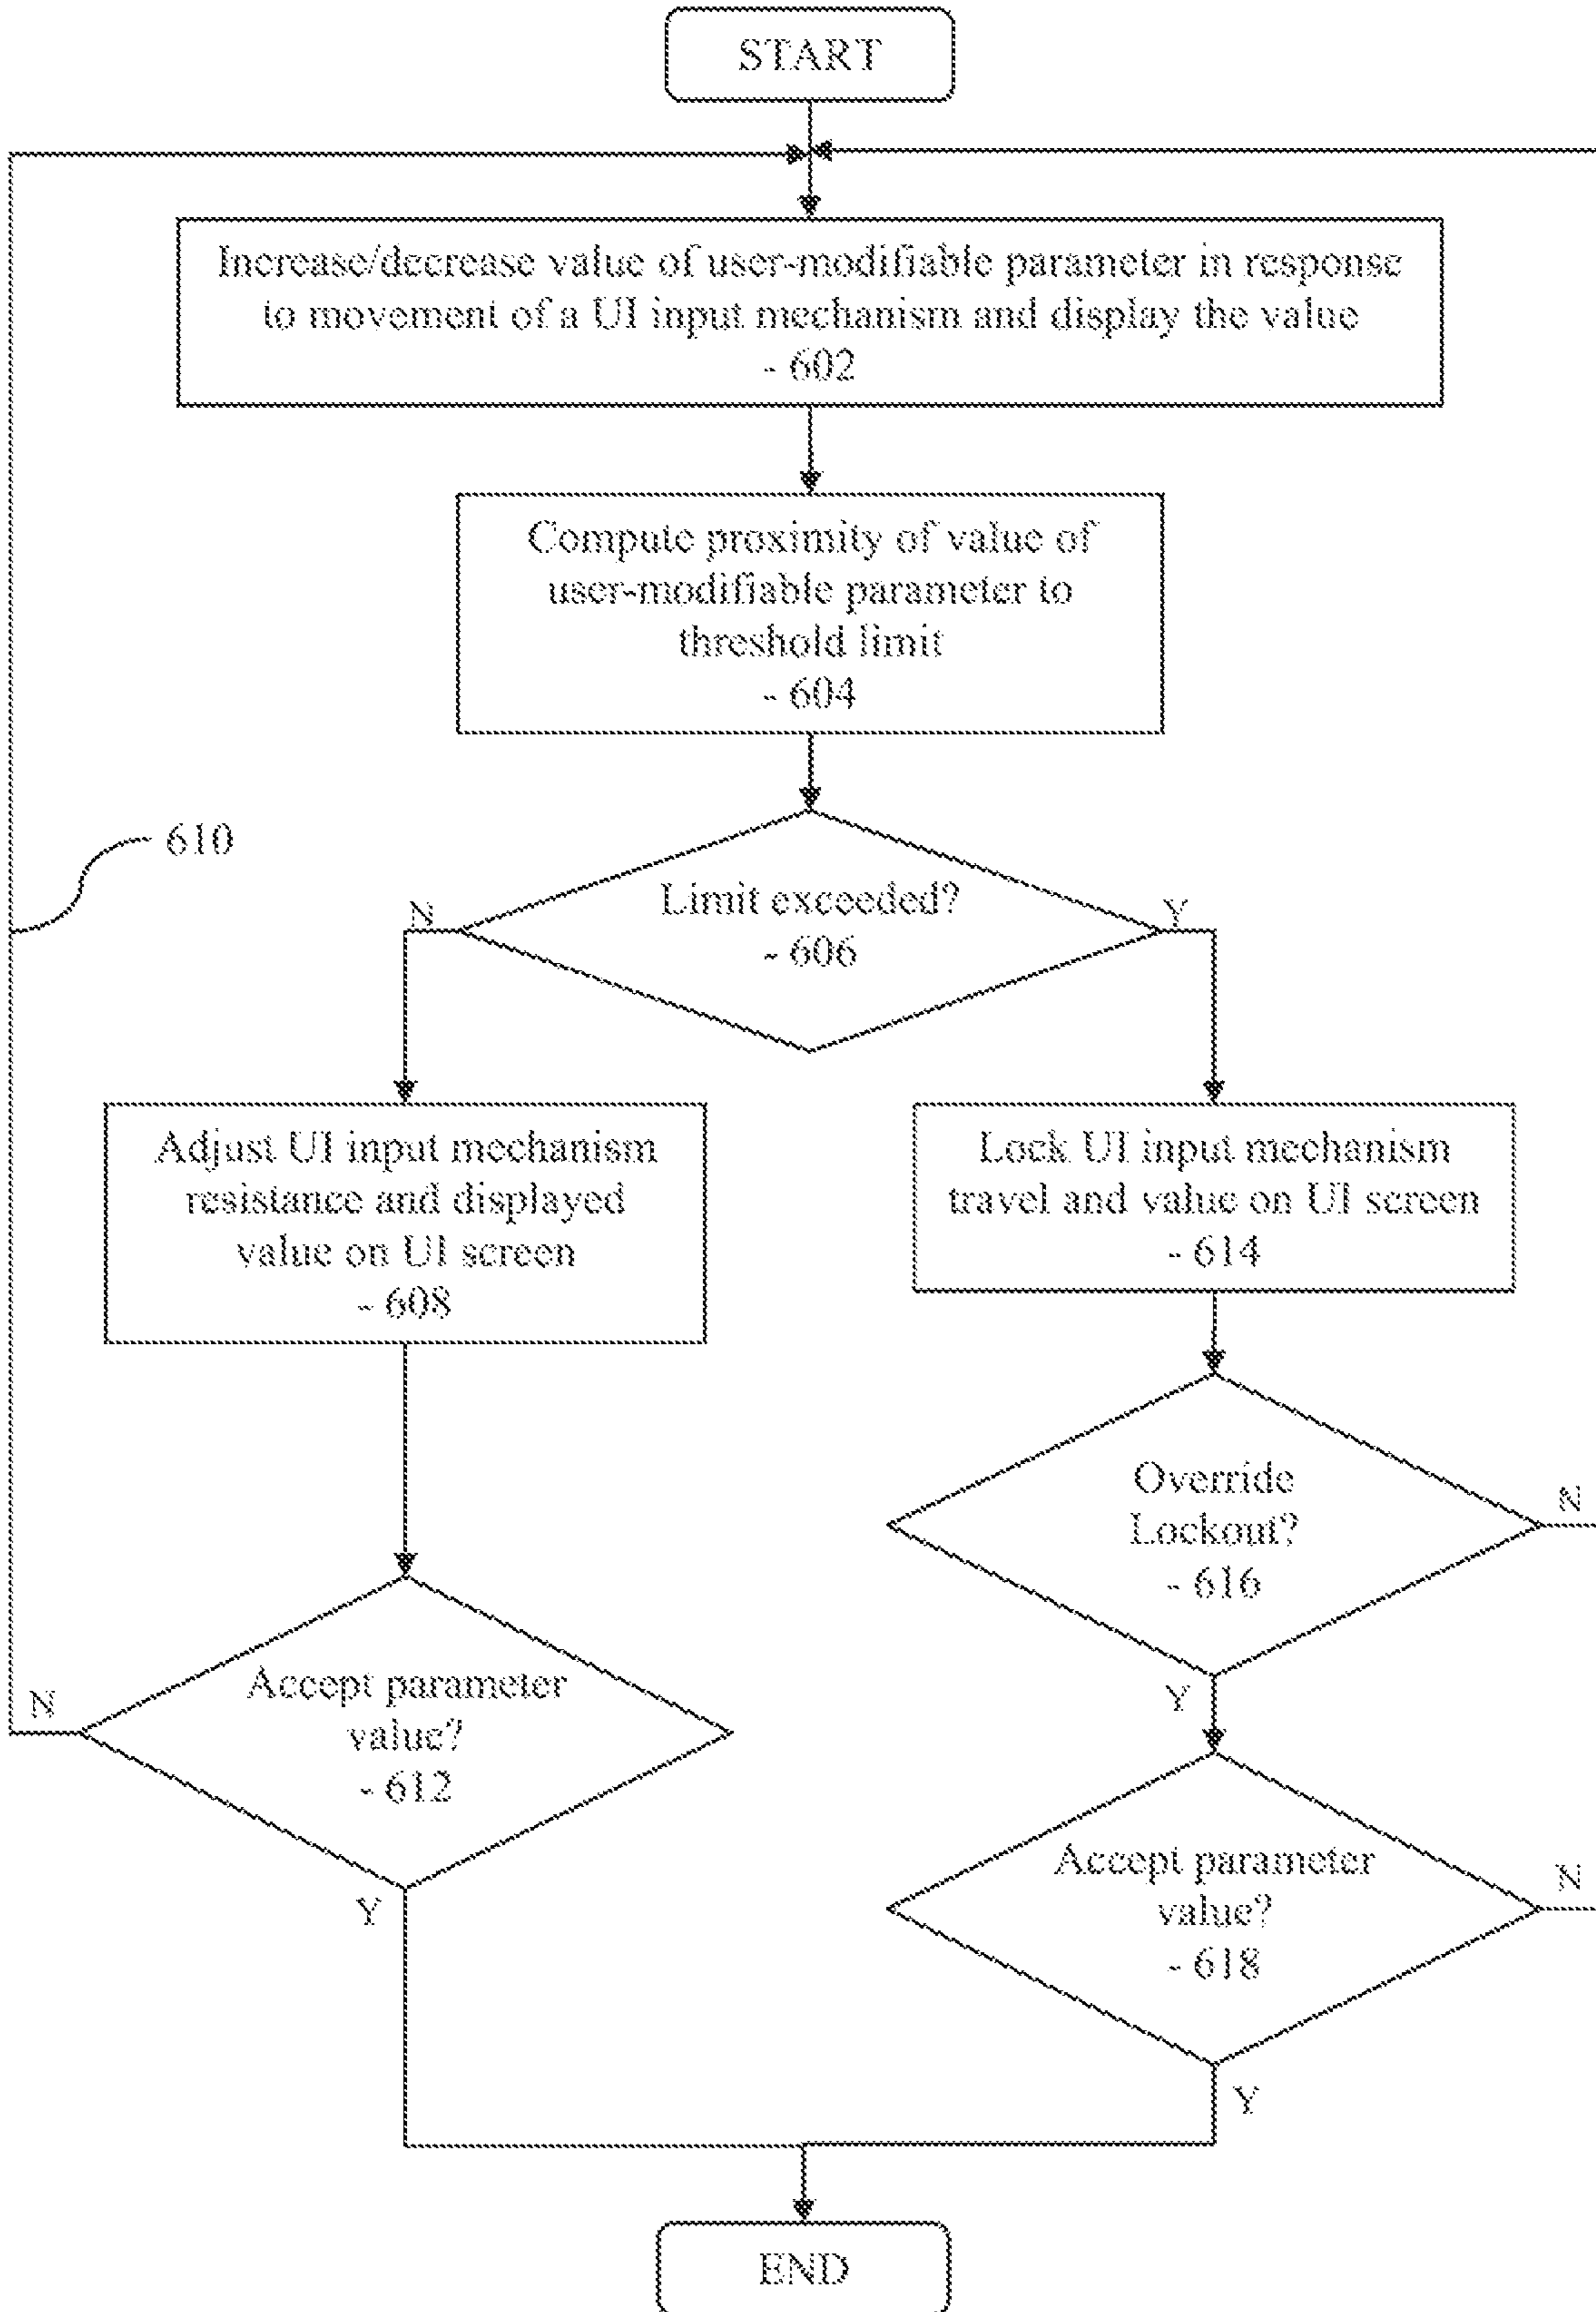 START
Increase/decrease value of user-modifiable parameter in response
to movement of a UI input mechanism and display the value
- 602
Compute proximity of value of
user-modifiable parameter to
threshold limit
- 604
610
Limit exceeded?
- 606
N
Y
Adjust UI input mechanism
resistance and displayed
value on UI screen
- 608
Lock UI input mechanism
travel and value on UI screen
- 614
Override
Lockout?
- 616
N
Y
Accept parameter
value?
- 612
N
Y
Accept parameter
value?
- 618
N
Y
END